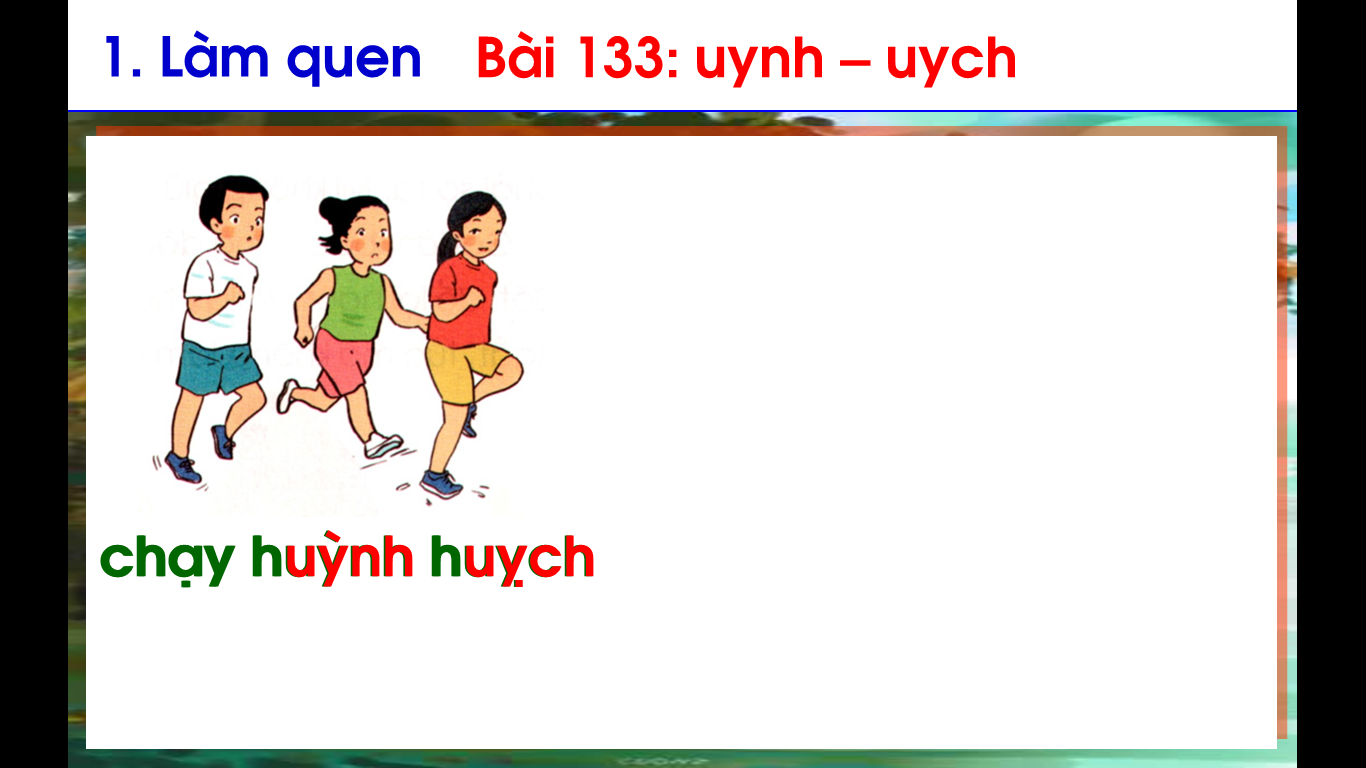 1. Làm quen Bài 133: uynh – uych
chạy huỳnh huỵch